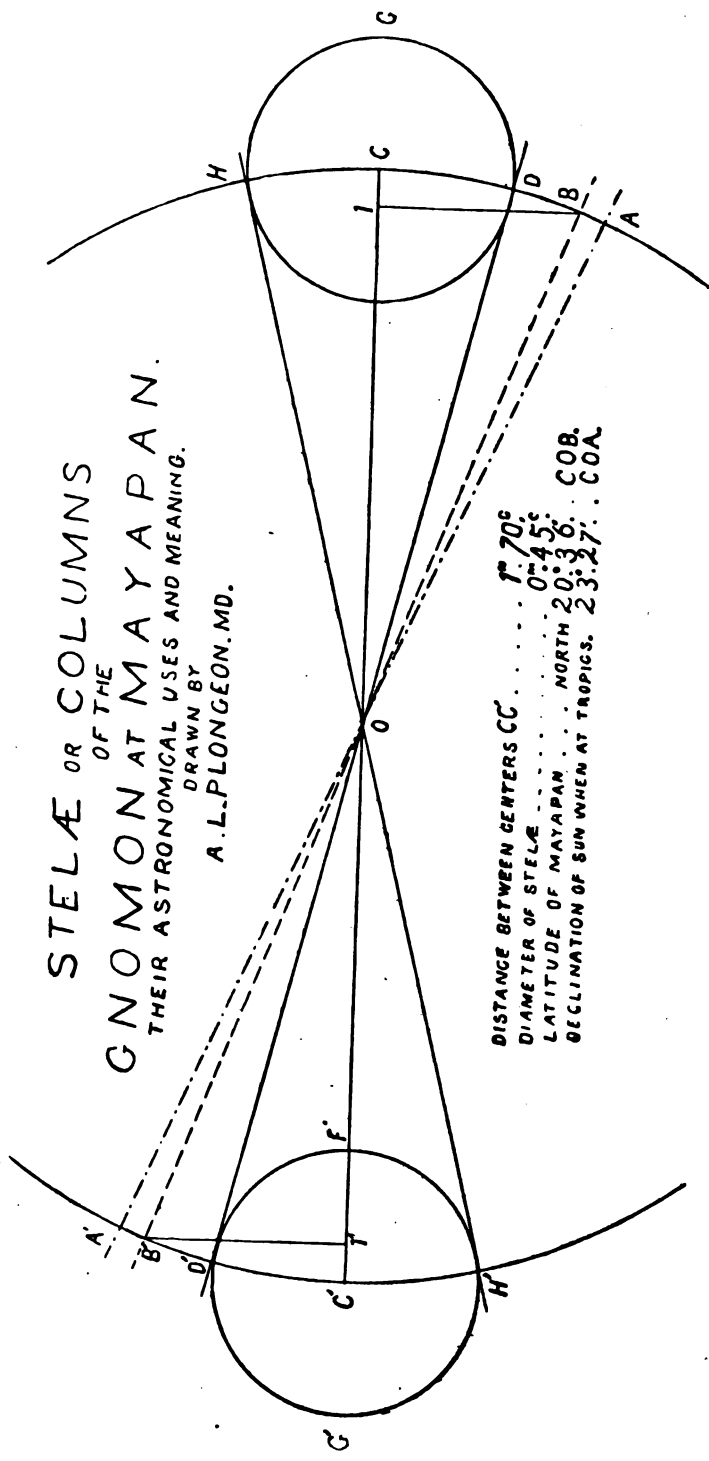 STELÆ OR COLUMNS
OF THE
GNOMON AT MAYAPAN.
THEIR ASTRONOMICAL USES AND MEANING.
DRAWN BY
A.L.PLONGEON.MD.
DISTANCE BETWEEN CENTERS CC' . . . . . . 1ᵐ.70ᶜ
DIAMETER OF STELÆ . . . . . . . . . 0ᵐ.45ᶜ.
LATITUDE OF MAYAPAN . . . . NORTH 20°.36'. . COB.
DECLINATION OF SUN WHEN AT TROPICS. 23°.27'. . COA.
A'
B'
D'
C'
I'
F'
G'
H'
O
H
G
C
I
D
B
A